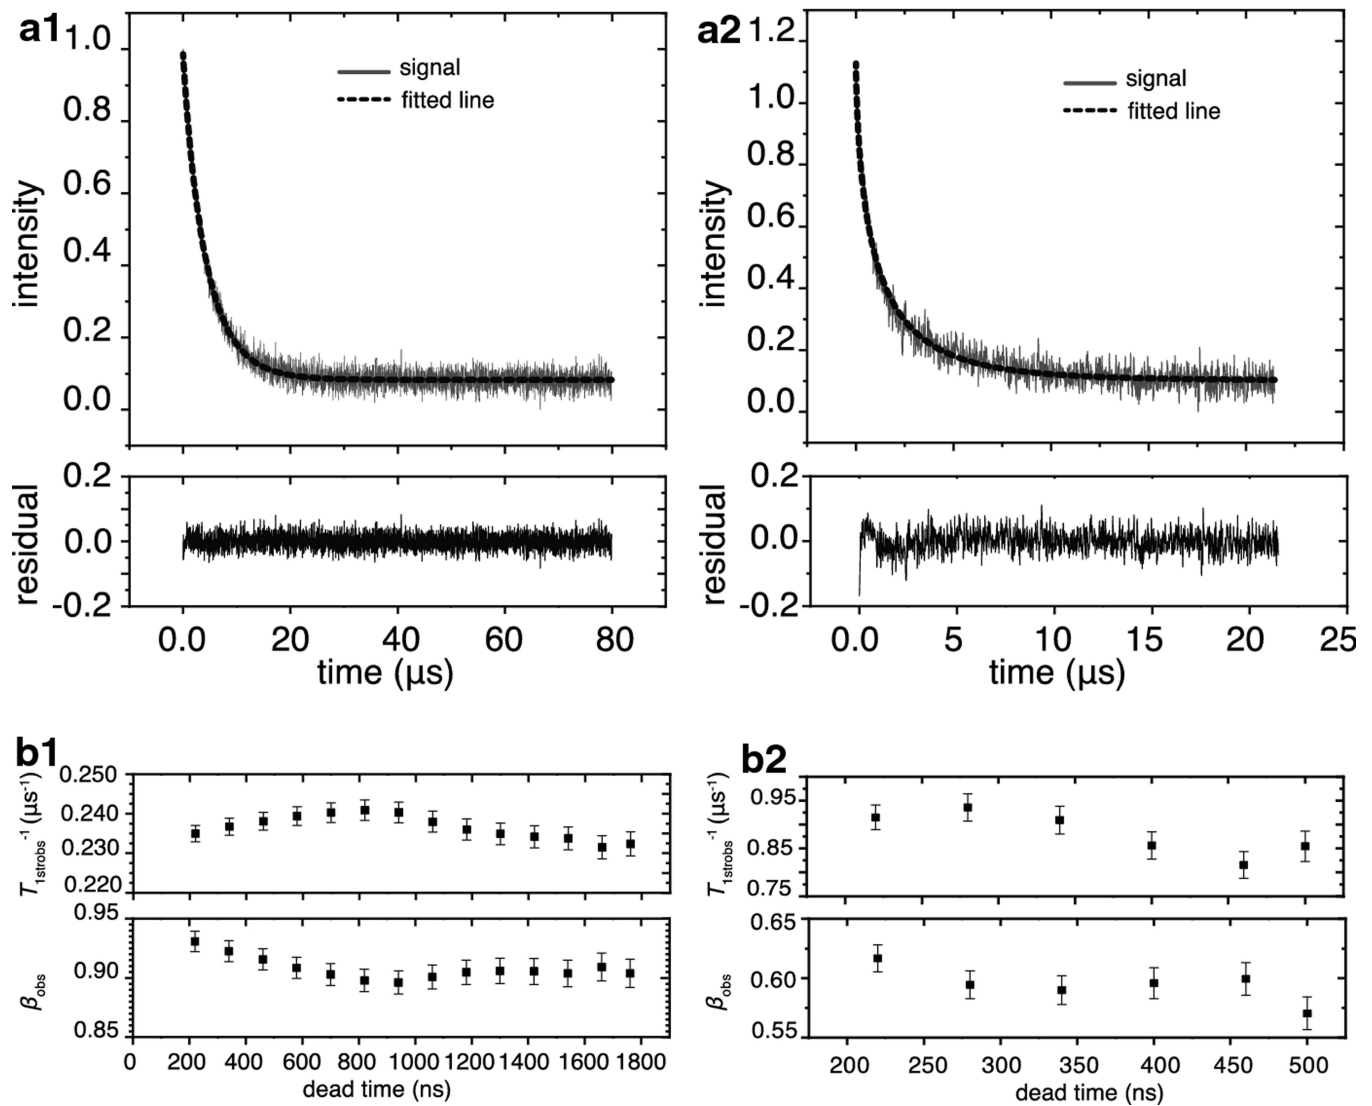 a1
1.0
0.8
0.6
0.4
0.2
0.0
intensity
signal
fitted line
0.2
0.0
-0.2
residual
0.0 20 40 60 80
time (µs)
a2
1.2
1.0
0.8
0.6
0.4
0.2
0.0
intensity
signal
fitted line
0.2
0.0
-0.2
residual
0.0 5 10 15 20 25
time (µs)
b1
0.250
0.240
0.230
0.220
T1strobs-1 (µs-1)
0.95
0.90
0.85
βobs
0 200 400 600 800 1000 1200 1400 1600 1800
dead time (ns)
b2
0.95
0.85
0.75
T1strobs-1 (µs-1)
0.65
0.60
0.55
βobs
200 250 300 350 400 450 500
dead time (ns)